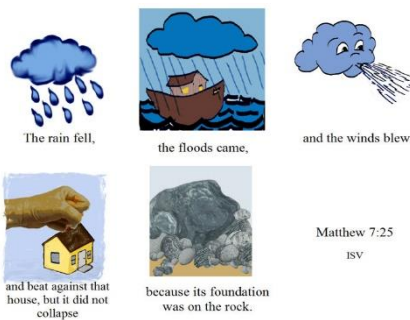 The rain fell,
the floods came,
and the winds blew
and beat against that
house, but it did not
collapse
because its foundation
was on the rock.
Matthew 7:25
ISV